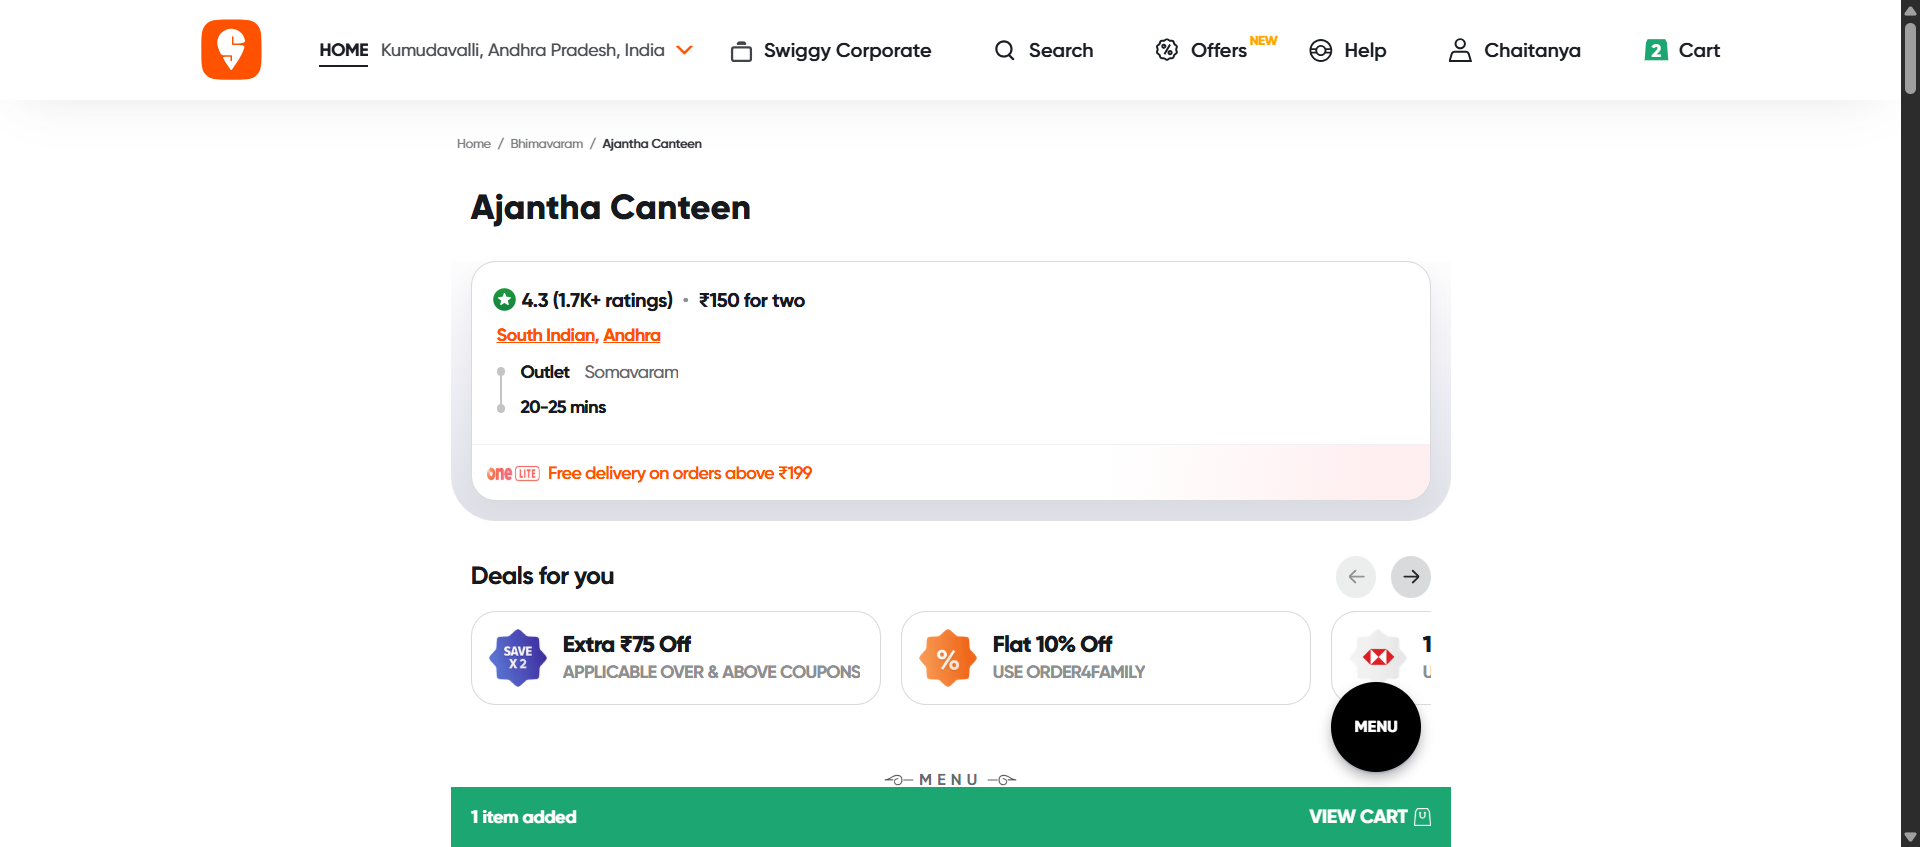 HOME Kumudavalli, Andhra Pradesh, India Swiggy Corporate Search Offers NEW Help Chaitanya 2 Cart
Home / Bhimavaram / Ajantha Canteen
Ajantha Canteen
4.3 (1.7K+ ratings) • ₹150 for two
South Indian, Andhra
Outlet Somavaram
20-25 mins
one LITE Free delivery on orders above ₹199
Deals for you
SAVE
X 2
Extra ₹75 Off
APPLICABLE OVER & ABOVE COUPONS
%
Flat 10% Off
USE ORDER4FAMILY
MENU
MENU
1 item added VIEW CART